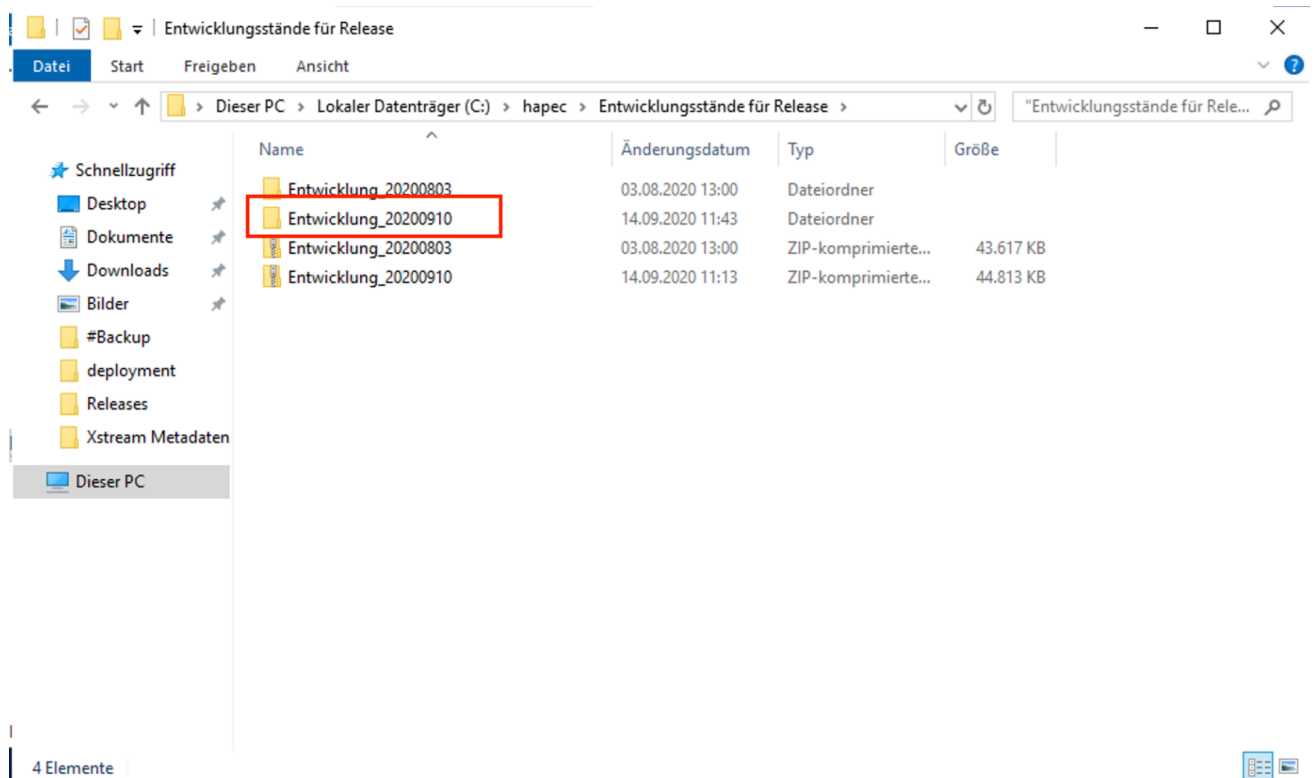 Entwicklungsstände für Release
Datei Start Freigeben Ansicht
Dieser PC > Lokaler Datenträger (C:) > hapec > Entwicklungsstände für Release > "Entwicklungsstände für Rele...
Schnellzugriff
Desktop
Dokumente
Downloads
Bilder
#Backup
deployment
Releases
Xstream Metadaten
Dieser PC
Name Änderungsdatum Typ Größe
Entwicklung_20200803 03.08.2020 13:00 Dateiordner
Entwicklung_20200910 14.09.2020 11:43 Dateiordner
Entwicklung_20200803 03.08.2020 13:00 ZIP-komprimierte... 43.617 KB
Entwicklung_20200910 14.09.2020 11:13 ZIP-komprimierte... 44.813 KB
4 Elemente